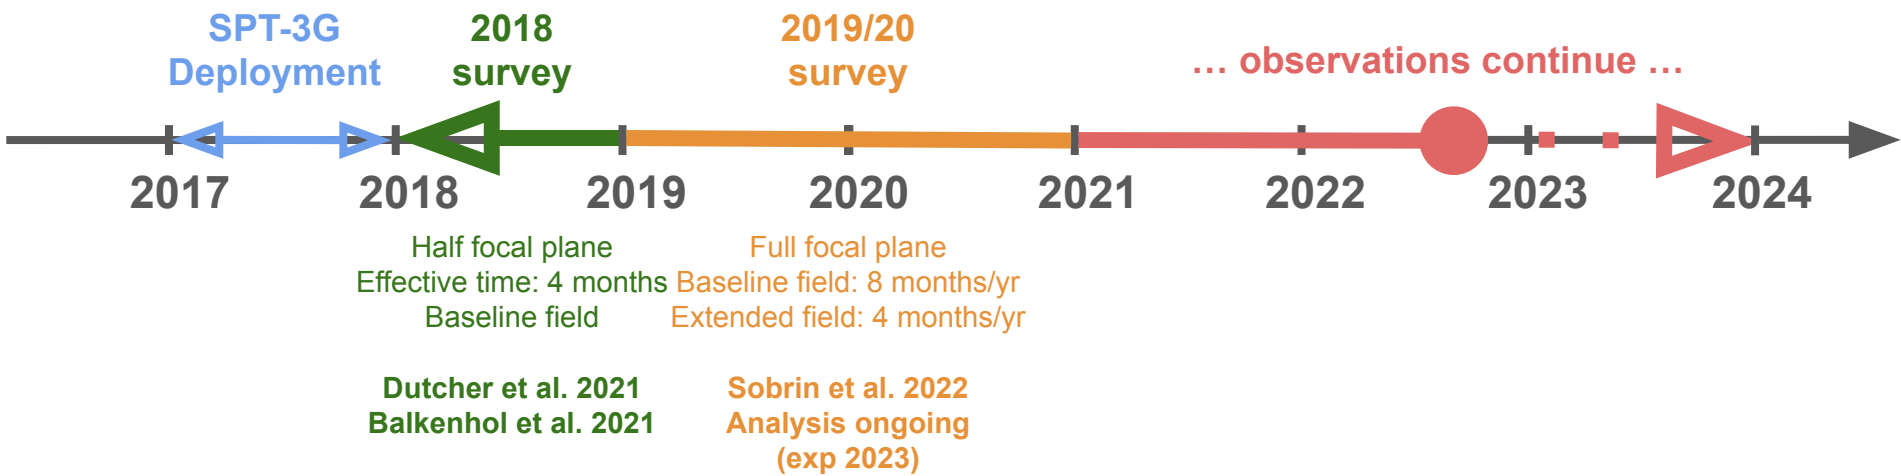 SPT-3G
Deployment
2018
survey
2019/20
survey
... observations continue ...
2017
2018
2019
2020
2021
2022
2023
2024
Half focal plane
Effective time: 4 months
Baseline field
Full focal plane
Baseline field: 8 months/yr
Extended field: 4 months/yr
Dutcher et al. 2021
Balkenhol et al. 2021
Sobrin et al. 2022
Analysis ongoing
(exp 2023)